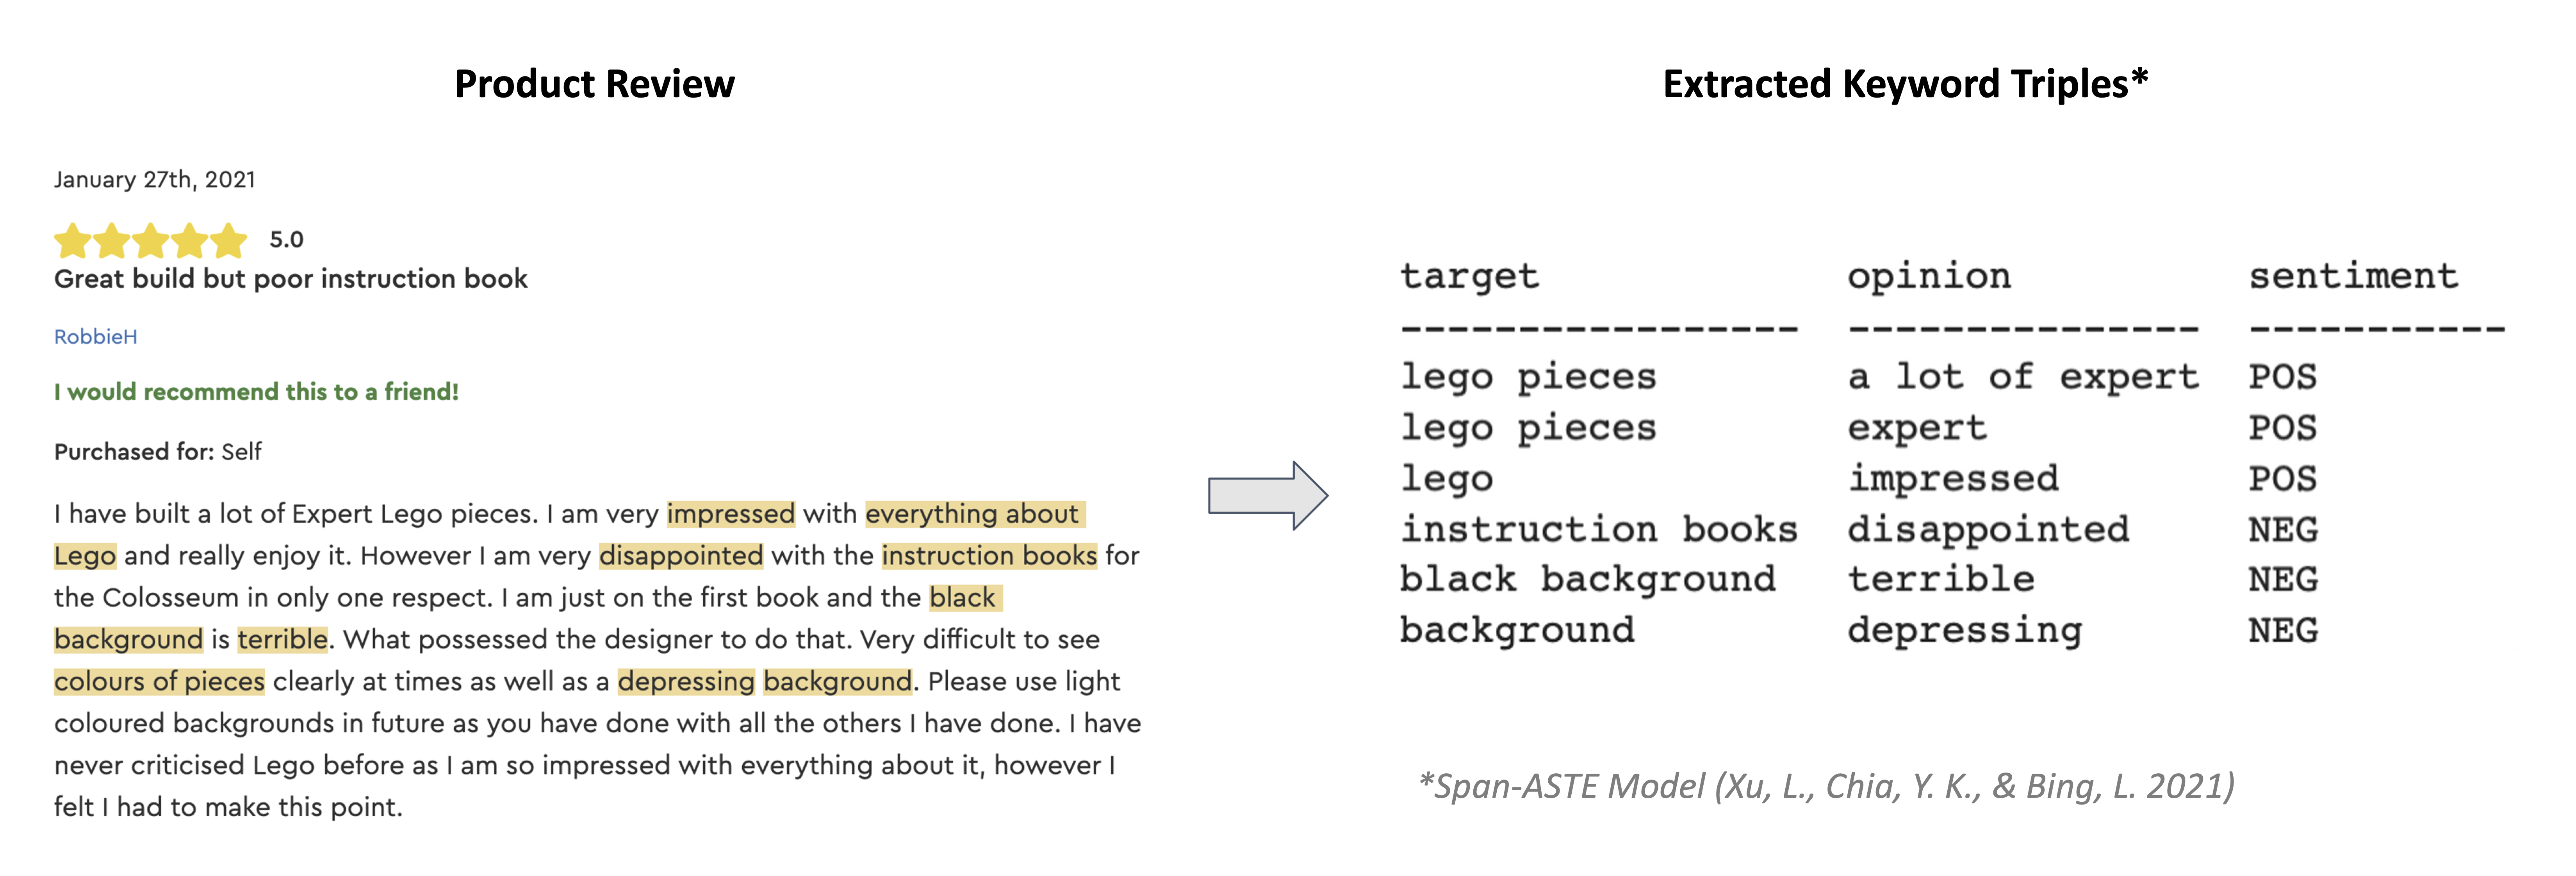 Product Review
January 27th, 2021
5.0
Great build but poor instruction book
RobbieH
I would recommend this to a friend!
Purchased for: Self
I have built a lot of Expert Lego pieces. I am very impressed with everything about
Lego and really enjoy it. However I am very disappointed with the instruction books for
the Colosseum in only one respect. I am just on the first book and the black
background is terrible. What possessed the designer to do that. Very difficult to see
colours of pieces clearly at times as well as a depressing background. Please use light
coloured backgrounds in future as you have done with all the others I have done. I have
never criticised Lego before as I am so impressed with everything about it, however I
felt I had to make this point.
Extracted Keyword Triples*
target opinion sentiment
----------------- --------------- -----------
lego pieces a lot of expert POS
lego pieces expert POS
lego impressed POS
instruction books disappointed NEG
black background terrible NEG
background depressing NEG
*Span-ASTE Model (Xu, L., Chia, Y. K., & Bing, L. 2021)